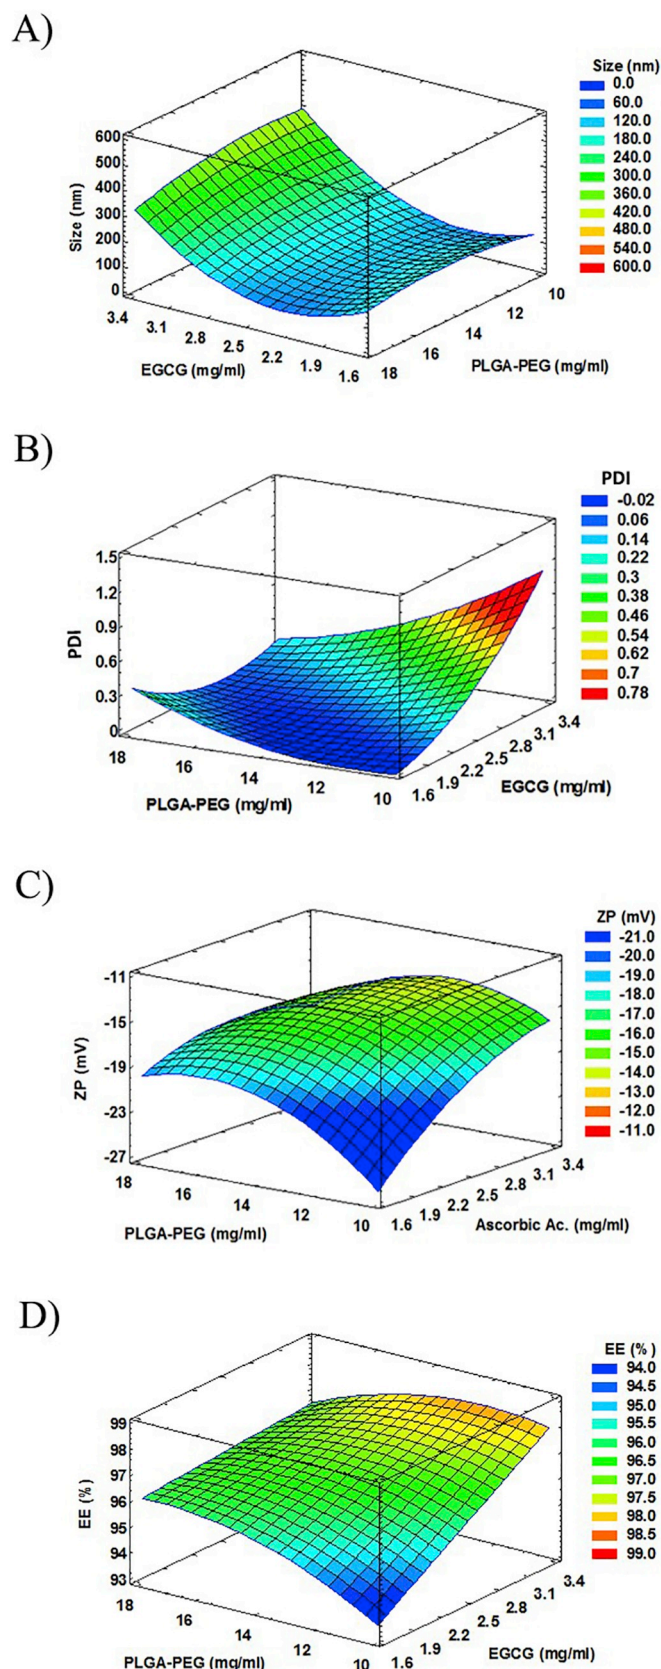 A)
Size (nm)
0.0
60.0
120.0
180.0
240.0
300.0
360.0
420.0
480.0
540.0
600.0
Size (nm)
600
500
400
300
200
100
0
3.4 3.1 2.8 2.5 2.2 1.9 1.6
EGCG (mg/ml)
18 16 14 12 10
PLGA-PEG (mg/ml)
B)
PDI
-0.02
0.06
0.14
0.22
0.3
0.38
0.46
0.54
0.62
0.7
0.78
PDI
1.5
1.2
0.9
0.6
0.3
0
18 16 14 12 10
PLGA-PEG (mg/ml)
1.6 1.9 2.2 2.5 2.8 3.1 3.4
EGCG (mg/ml)
C)
ZP (mV)
-21.0
-20.0
-19.0
-18.0
-17.0
-16.0
-15.0
-14.0
-13.0
-12.0
-11.0
ZP (mV)
-11
-15
-19
-23
-27
18 16 14 12 10
PLGA-PEG (mg/ml)
1.6 1.9 2.2 2.5 2.8 3.1 3.4
Ascorbic Ac. (mg/ml)
D)
EE (%)
94.0
94.5
95.0
95.5
96.0
96.5
97.0
97.5
98.0
98.5
99.0
EE (%)
99
98
97
96
95
94
93
18 16 14 12 10
PLGA-PEG (mg/ml)
1.6 1.9 2.2 2.5 2.8 3.1 3.4
EGCG (mg/ml)